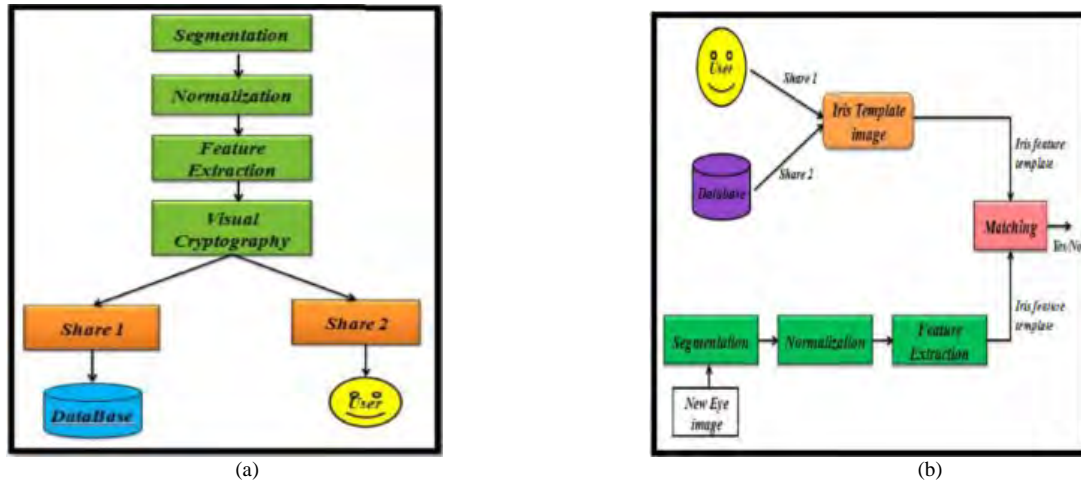 Segmentation
Normalization
Feature
Extraction
Visual
Cryptography
Share 1
Share 2
DataBase
User
(a)
User
Share 1
Iris Template
image
Database
Share 2
Iris feature
template
Matching
Yes/No
Iris feature
template
Segmentation
Normalization
Feature
Extraction
New Eye
image
(b)